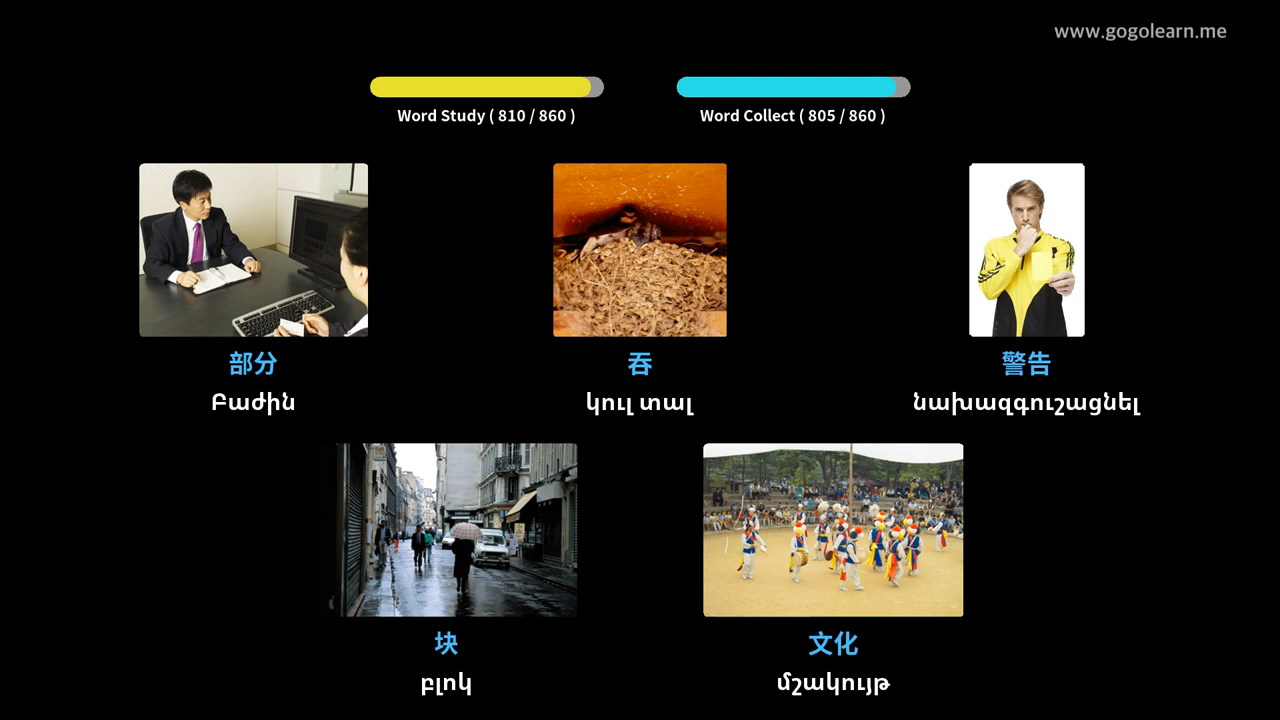 www.gogolearn.me
Word Study ( 810 / 860 )
Word Collect ( 805 / 860 )
部分
Բաժին
吞
կուլ տալ
警告
նախազգուշացնել
块
բլոկ
文化
մշակույթ